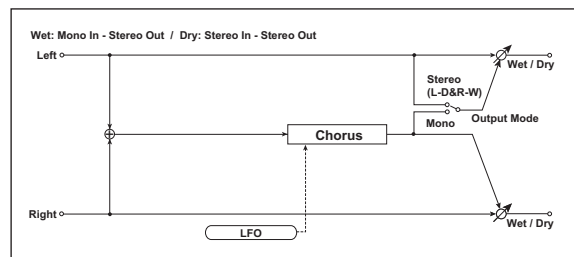 Wet: Mono In - Stereo Out / Dry: Stereo In - Stereo Out
Left
Wet / Dry
Stereo
(L-D&R-W)
Output Mode
Mono
Chorus
Right
Wet / Dry
LFO